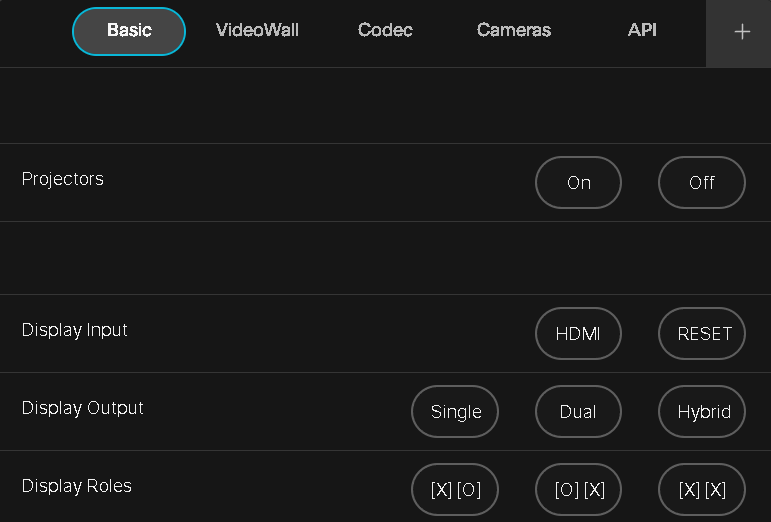 Basic VideoWall Codec Cameras API +
Projectors On Off
Display Input HDMI RESET
Display Output Single Dual Hybrid
Display Roles [X] [O] [O] [X] [X] [X]